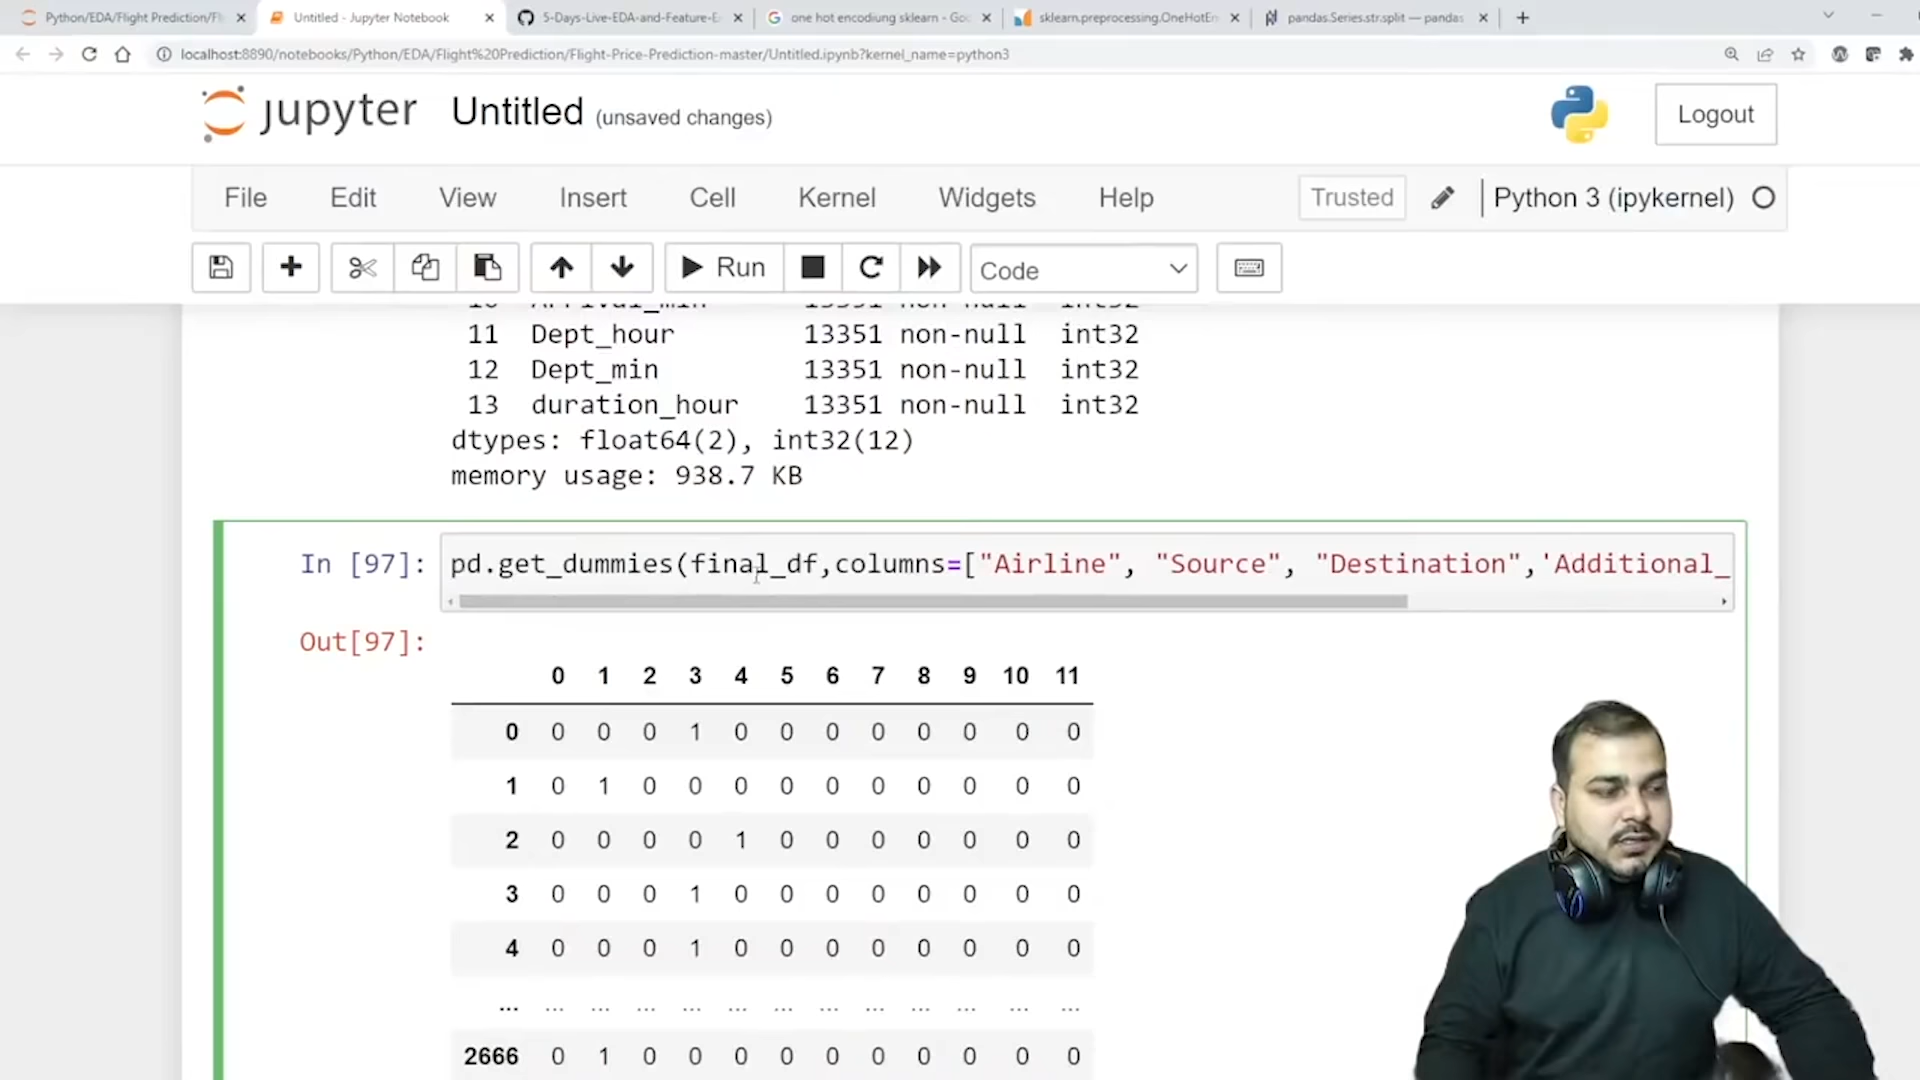 Python/EDA/Flight Prediction/Fl
Untitled - Jupyter Notebook
5-Days-Live-EDA-and-Feature-E
one hot encodiung sklearn - Goo
sklearn.preprocessing.OneHotEn
pandas.Series.str.split — pandas
localhost:8890/notebooks/Python/EDA/Flight%20Prediction/Flight-Price-Prediction-master/Untitled.ipynb?kernel_name=python3
jupyter Untitled (unsaved changes)
Logout
File Edit View Insert Cell Kernel Widgets Help Trusted Python 3 (ipykernel)
Run Code
10 Arrival_min 13351 non-null int32
11 Dept_hour 13351 non-null int32
12 Dept_min 13351 non-null int32
13 duration_hour 13351 non-null int32
dtypes: float64(2), int32(12)
memory usage: 938.7 KB
In [97]: pd.get_dummies(final_df,columns=["Airline", "Source", "Destination",'Additional_
Out[97]:
0 1 2 3 4 5 6 7 8 9 10 11
0 0 0 0 1 0 0 0 0 0 0 0 0
1 0 1 0 0 0 0 0 0 0 0 0 0
2 0 0 0 0 1 0 0 0 0 0 0 0
3 0 0 0 1 0 0 0 0 0 0 0 0
4 0 0 0 1 0 0 0 0 0 0 0 0
... ... ... ... ... ... ... ... ... ... ... ... ...
2666 0 1 0 0 0 0 0 0 0 0 0 0